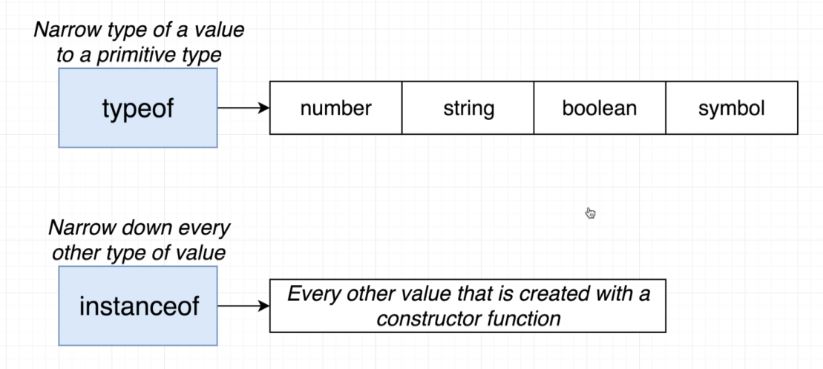 Narrow type of a value
to a primitive type
typeof
number
string
boolean
symbol
Narrow down every
other type of value
instanceof
Every other value that is created with a
constructor function